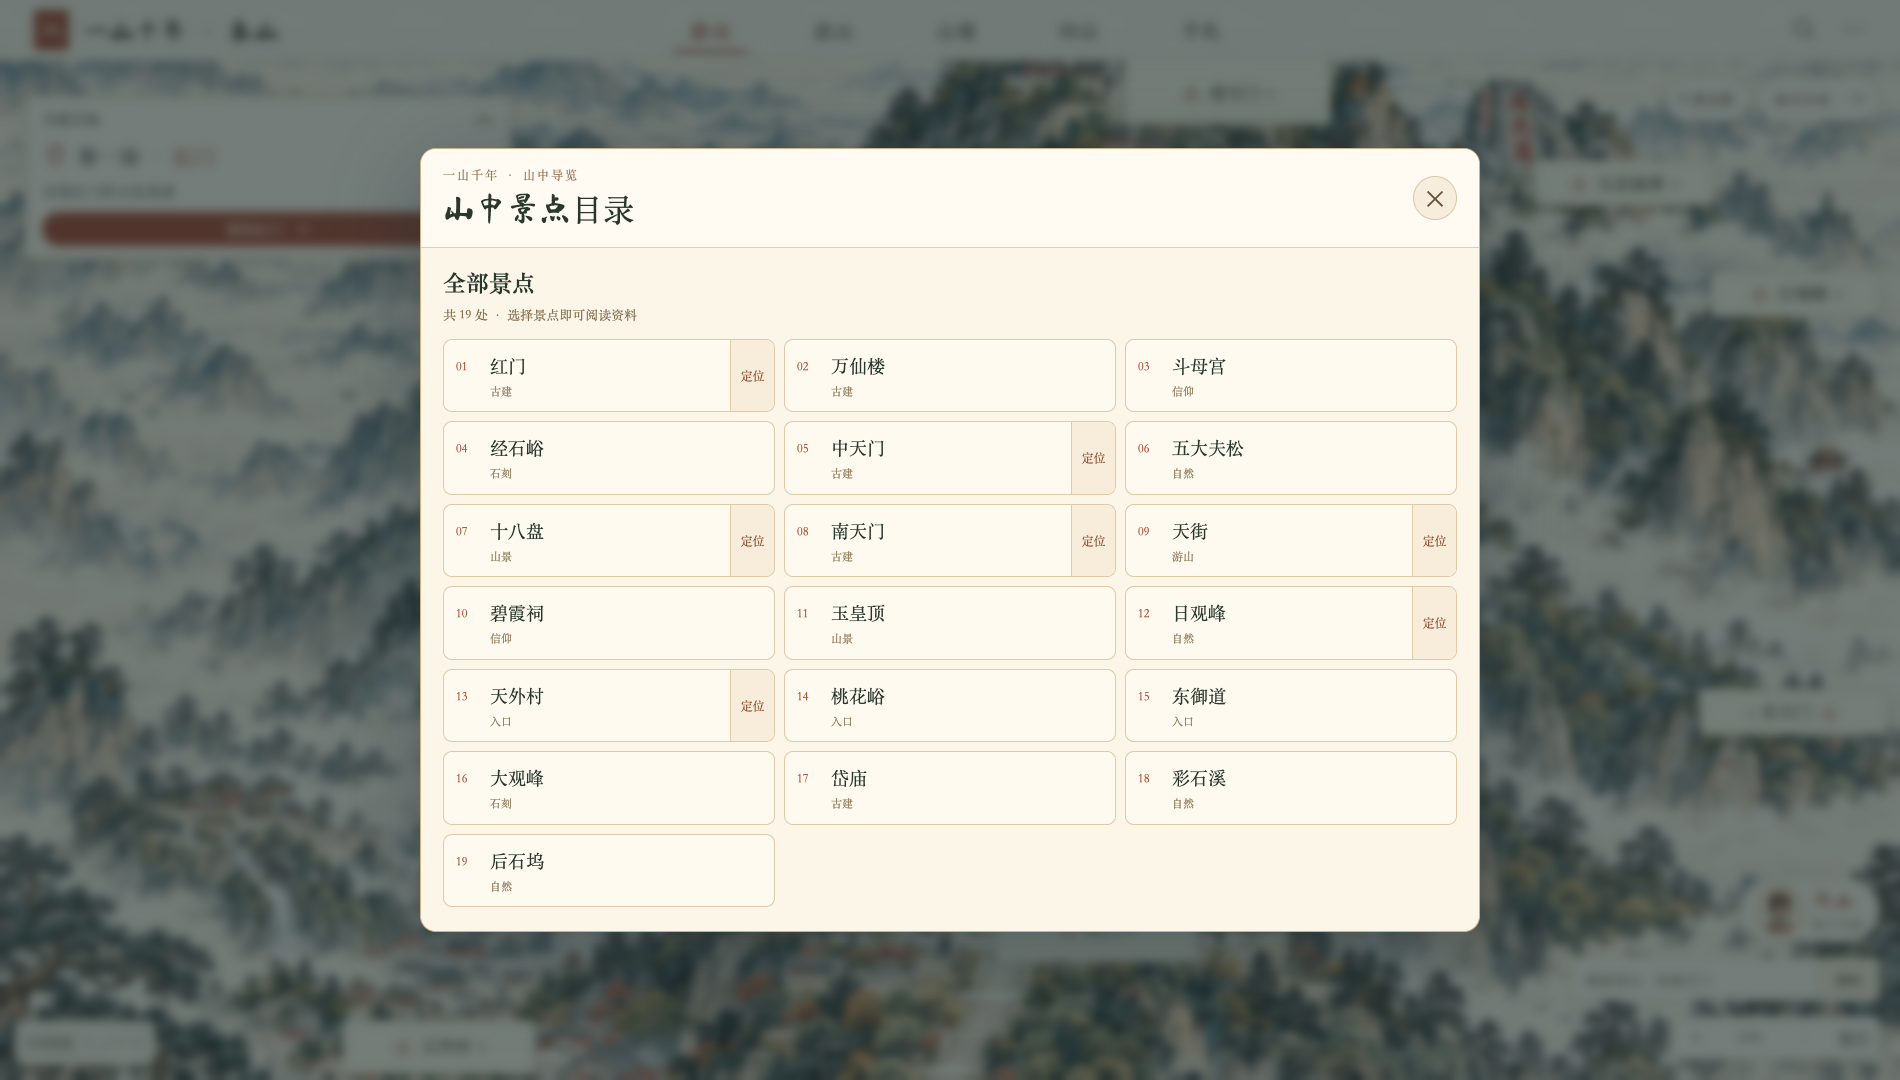 一山千年 · 山中导览
山中景点目录
全部景点
共 19 处 · 选择景点即可阅读资料
01 红门 定位
古建
02 万仙楼
古建
03 斗母宫
信仰
04 经石峪
石刻
05 中天门 定位
古建
06 五大夫松
自然
07 十八盘 定位
山景
08 南天门 定位
古建
09 天街 定位
游山
10 碧霞祠
信仰
11 玉皇顶
山景
12 日观峰 定位
自然
13 天外村 定位
入口
14 桃花峪
入口
15 东御道
入口
16 大观峰
石刻
17 岱庙
古建
18 彩石溪
自然
19 后石坞
自然